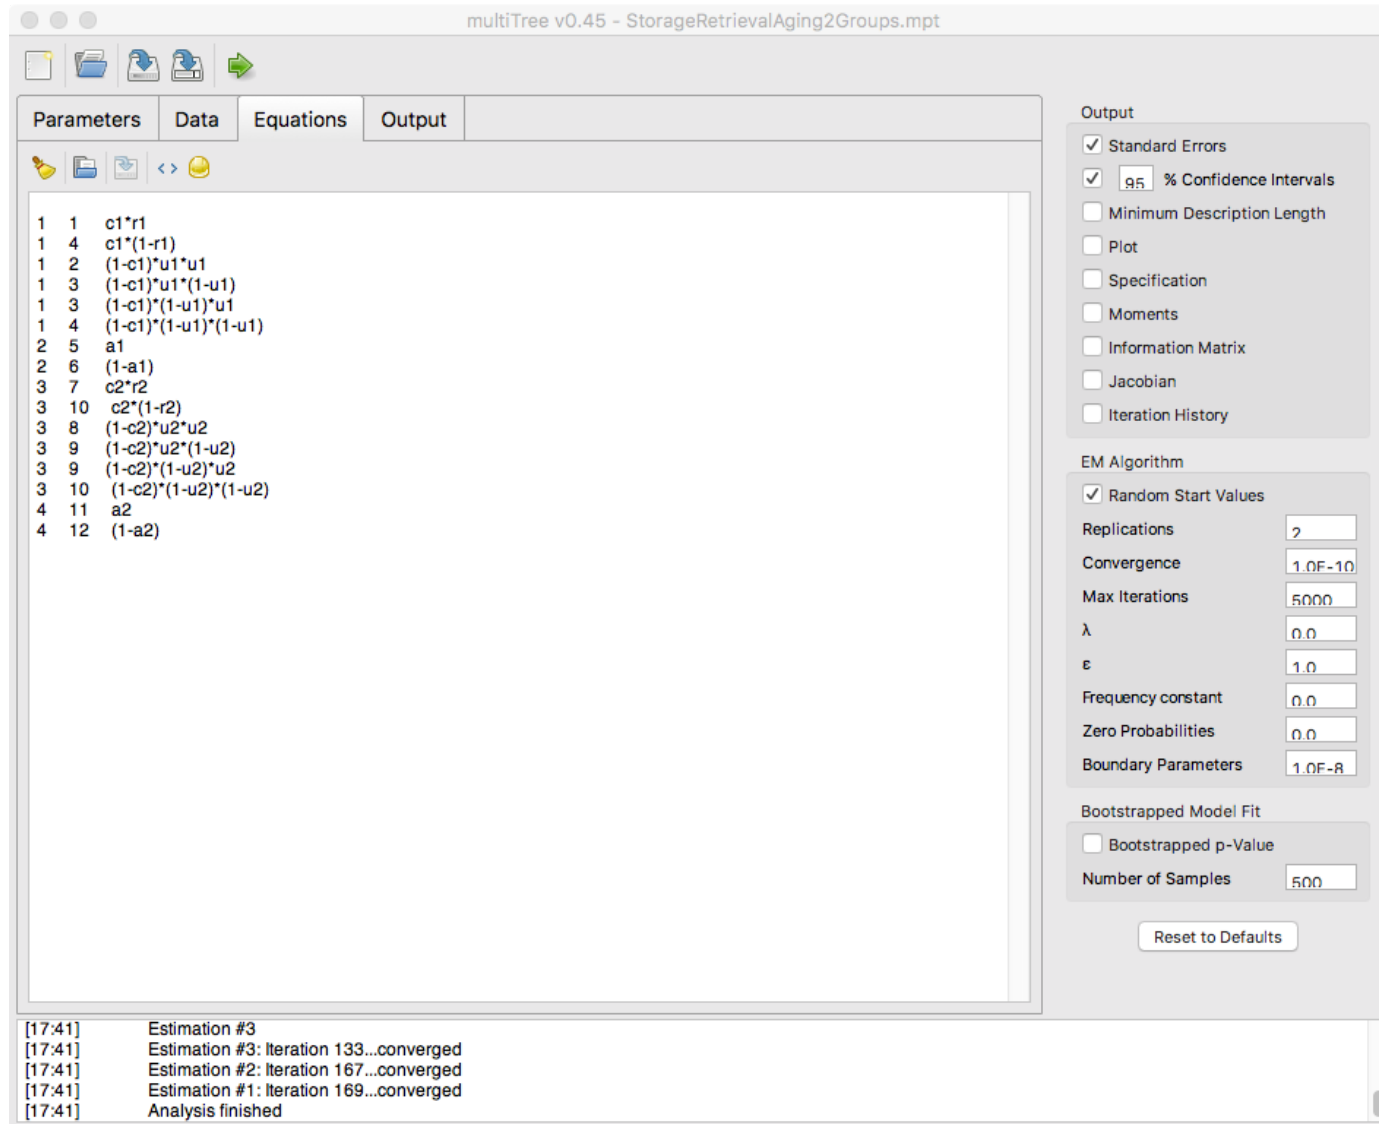 multiTree v0.45 - StorageRetrievalAging2Groups.mpt
Parameters Data Equations Output
1 1 c1*r1
1 4 c1*(1-r1)
1 2 (1-c1)*u1*u1
1 3 (1-c1)*u1*(1-u1)
1 3 (1-c1)*(1-u1)*u1
1 4 (1-c1)*(1-u1)*(1-u1)
2 5 a1
2 6 (1-a1)
3 7 c2*r2
3 10 c2*(1-r2)
3 8 (1-c2)*u2*u2
3 9 (1-c2)*u2*(1-u2)
3 9 (1-c2)*(1-u2)*u2
3 10 (1-c2)*(1-u2)*(1-u2)
4 11 a2
4 12 (1-a2)
Output
Standard Errors
95 % Confidence Intervals
Minimum Description Length
Plot
Specification
Moments
Information Matrix
Jacobian
Iteration History
EM Algorithm
Random Start Values
Replications 2
Convergence 1.0E-10
Max Iterations 5000
λ 0.0
ε 1.0
Frequency constant 0.0
Zero Probabilities 0.0
Boundary Parameters 1.0E-8
Bootstrapped Model Fit
Bootstrapped p-Value
Number of Samples 500
Reset to Defaults
[17:41] Estimation #3
[17:41] Estimation #3: Iteration 133...converged
[17:41] Estimation #2: Iteration 167...converged
[17:41] Estimation #1: Iteration 169...converged
[17:41] Analysis finished